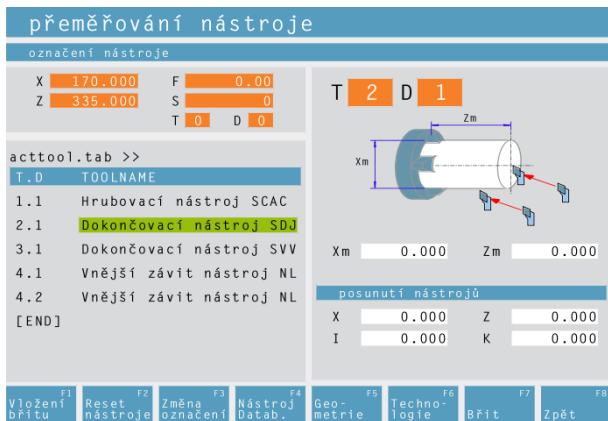 přeměřování nástroje
označení nástroje
X 170.000 F 0.00
Z 335.000 S 0
T 0 D 0
acttool.tab >>
T.D TOOLNAME
1.1 Hrubovací nástroj SCAC
2.1 Dokončovací nástroj SDJ
3.1 Dokončovací nástroj SVV
4.1 Vnější závit nástroj NL
4.2 Vnější závit nástroj NL
[END]
T 2 D 1
Zm
Xm
Xm 0.000 Zm 0.000
posunutí nástrojů
X 0.000 Z 0.000
I 0.000 K 0.000
F1 F2 F3 F4 F5 F6 F7 F8
Vložení Reset Změna Nástroj Geo- Techno-
břitu nástroje označení Datab. metrie logie Břit Zpět